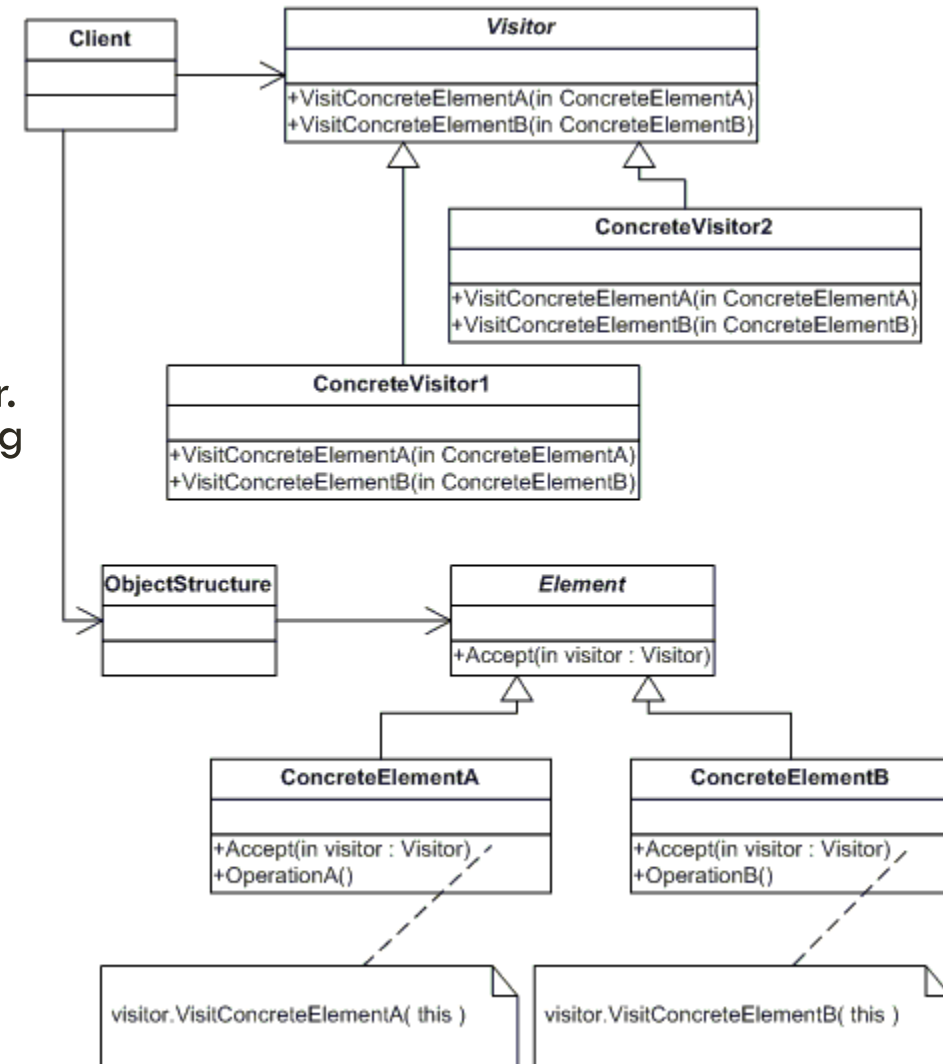 Client
Visitor
+VisitConcreteElementA(in ConcreteElementA)
+VisitConcreteElementB(in ConcreteElementB)
ConcreteVisitor2
+VisitConcreteElementA(in ConcreteElementA)
+VisitConcreteElementB(in ConcreteElementB)
r.
g
ConcreteVisitor1
+VisitConcreteElementA(in ConcreteElementA)
+VisitConcreteElementB(in ConcreteElementB)
ObjectStructure
Element
+Accept(in visitor : Visitor)
ConcreteElementA
+Accept(in visitor : Visitor)
+OperationA()
ConcreteElementB
+Accept(in visitor : Visitor)
+OperationB()
visitor.VisitConcreteElementA( this )
visitor.VisitConcreteElementB( this )